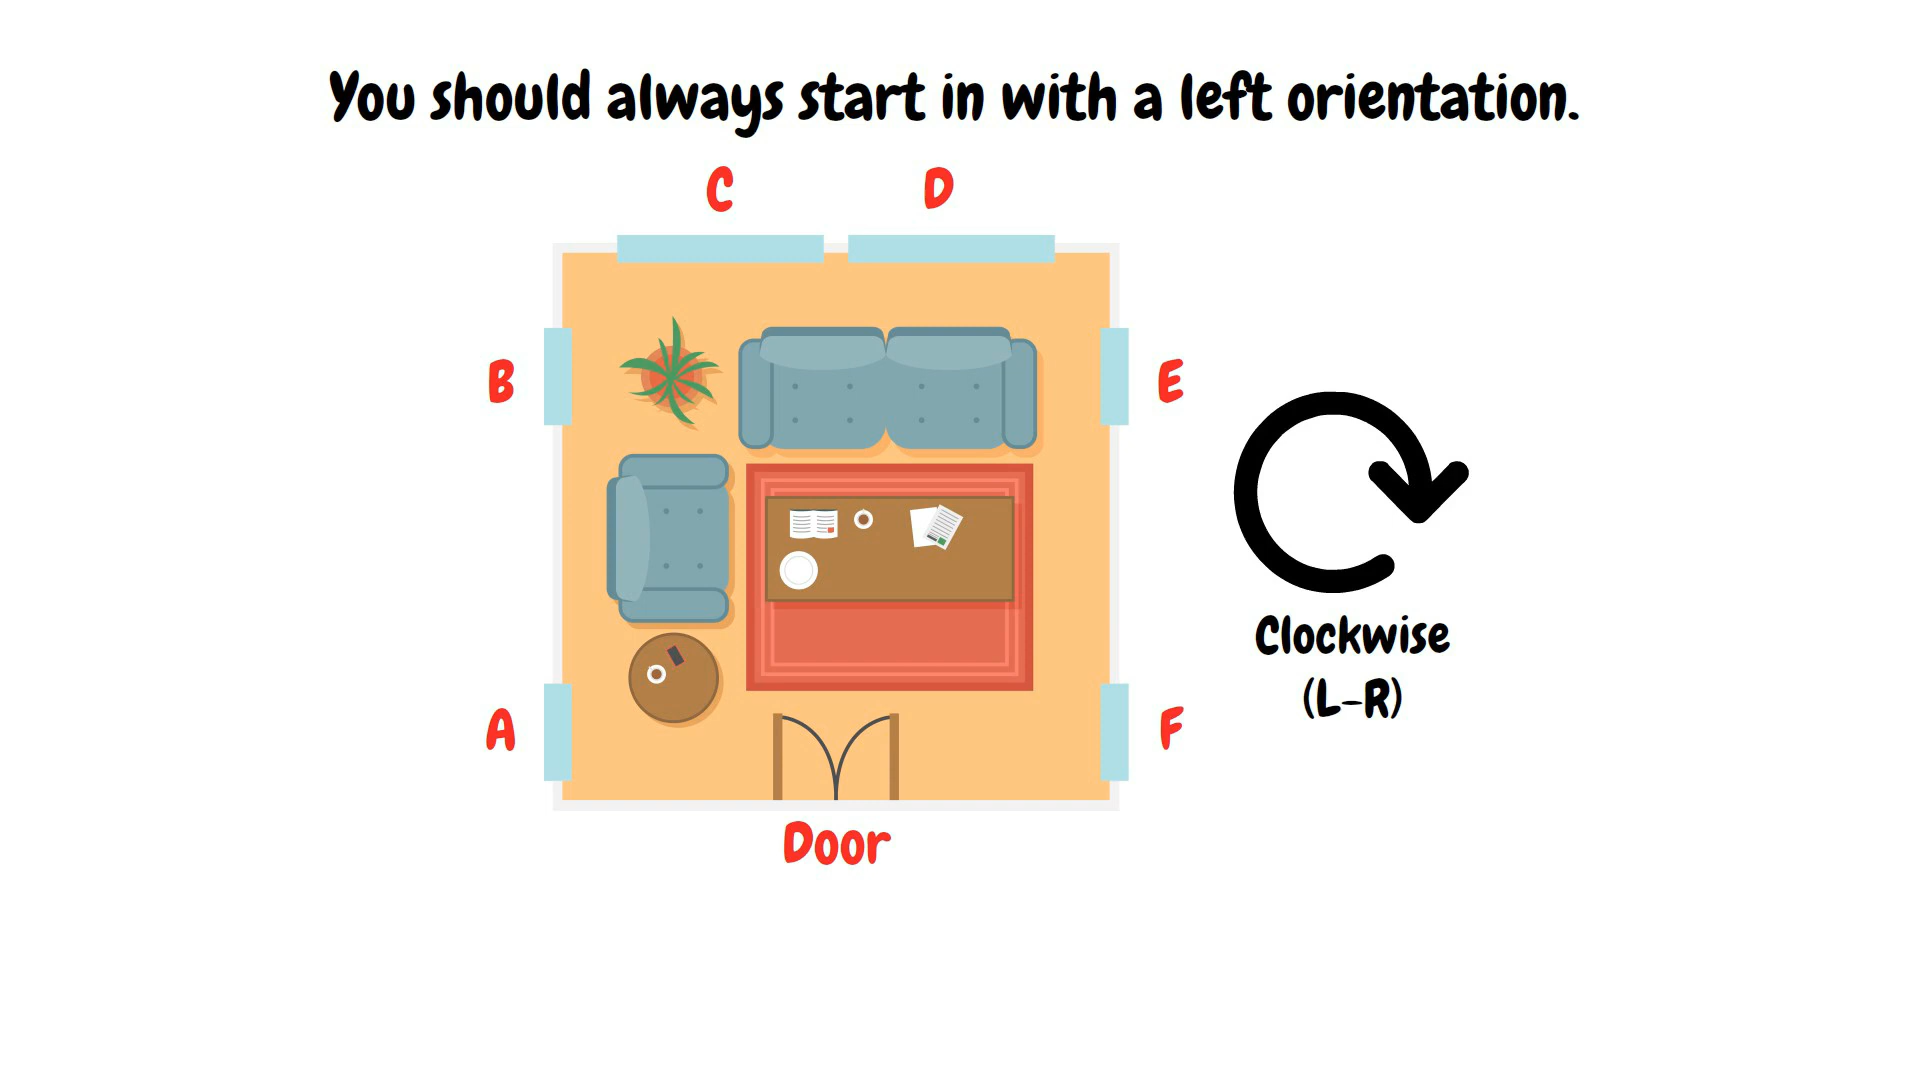 You should always start in with a left orientation.
C
D
B
E
A
F
Door
Clockwise
(L-R)